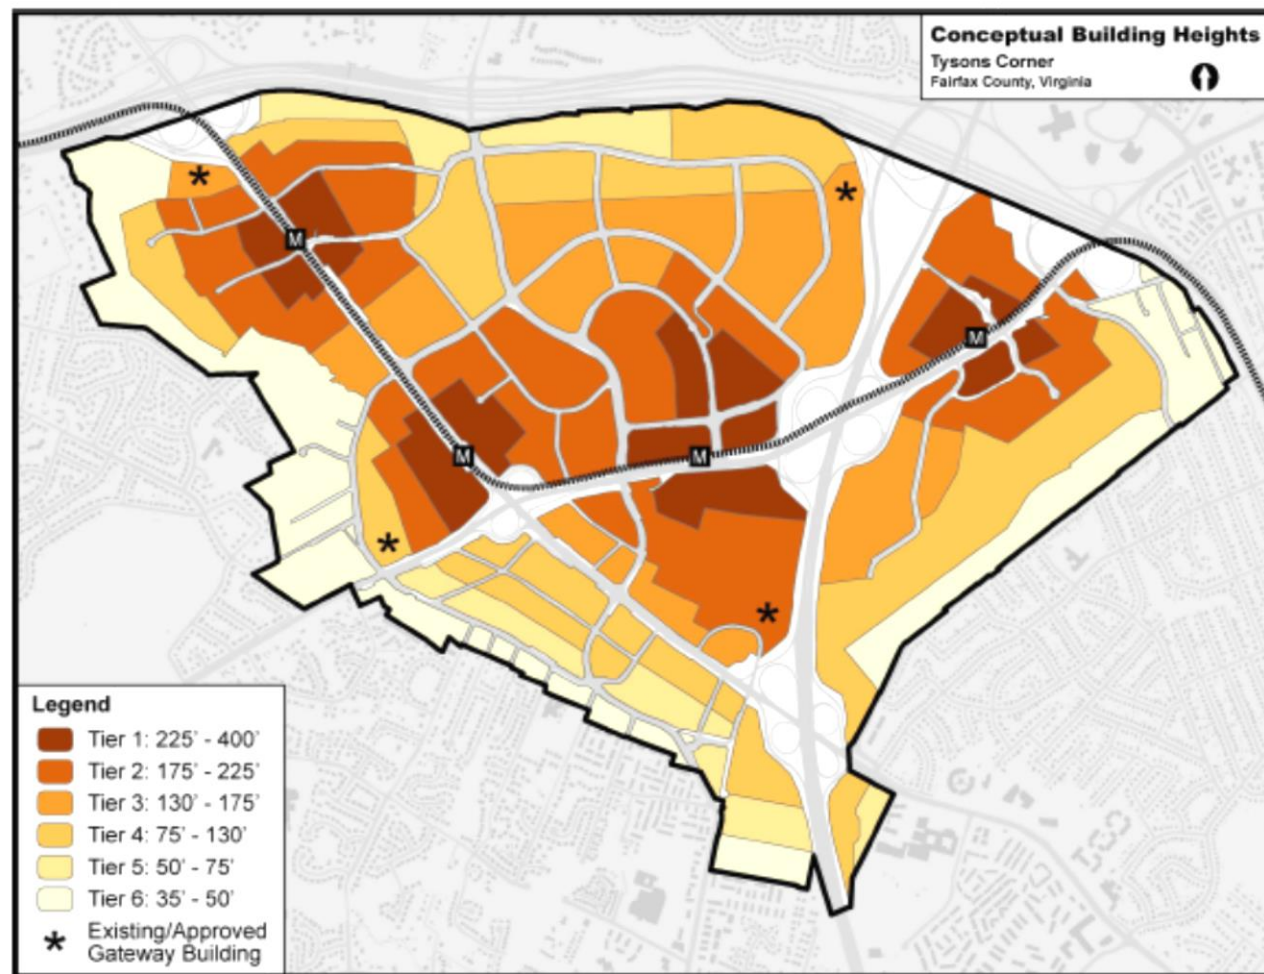 Conceptual Building Heights
Tysons Corner
Fairfax County, Virginia
M
M
M
M
Legend
Tier 1: 225' - 400'
Tier 2: 175' - 225'
Tier 3: 130' - 175'
Tier 4: 75' - 130'
Tier 5: 50' - 75'
Tier 6: 35' - 50'
* Existing/Approved
Gateway Building